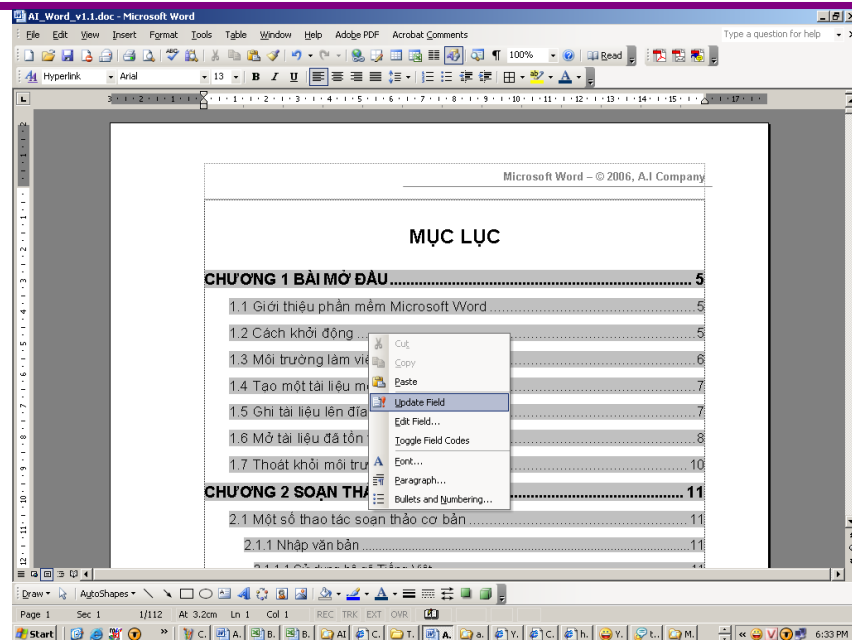 AI_Word_v1.1.doc - Microsoft Word
File Edit View Insert Format Tools Table Window Help Adobe PDF Acrobat Comments Type a question for help
100% Read
Hyperlink Arial 13 B I U
Microsoft Word – © 2006, A.I Company
MỤC LỤC
CHƯƠNG 1 BÀI MỞ ĐẦU 5
1.1 Giới thiệu phần mềm Microsoft Word 5
1.2 Cách khởi động 5
1.3 Môi trường làm việ 6
1.4 Tạo một tài liệu m 7
1.5 Ghi tài liệu lên đĩa 7
1.6 Mở tài liệu đã tồn 8
1.7 Thoát khỏi môi trư 10
CHƯƠNG 2 SOẠN THẢ 11
2.1 Một số thao tác soạn thảo cơ bản 11
2.1.1 Nhập văn bản 11
Cut
Copy
Paste
Update Field
Edit Field...
Toggle Field Codes
Font...
Paragraph...
Bullets and Numbering...
Draw AutoShapes
Page 1 Sec 1 1/112 At 3.2cm Ln 1 Col 1 REC TRK EXT OVR
Start C. A. B. B. AI C. T. A. a. Y. C. h. Y. t.. M. 6:33 PM